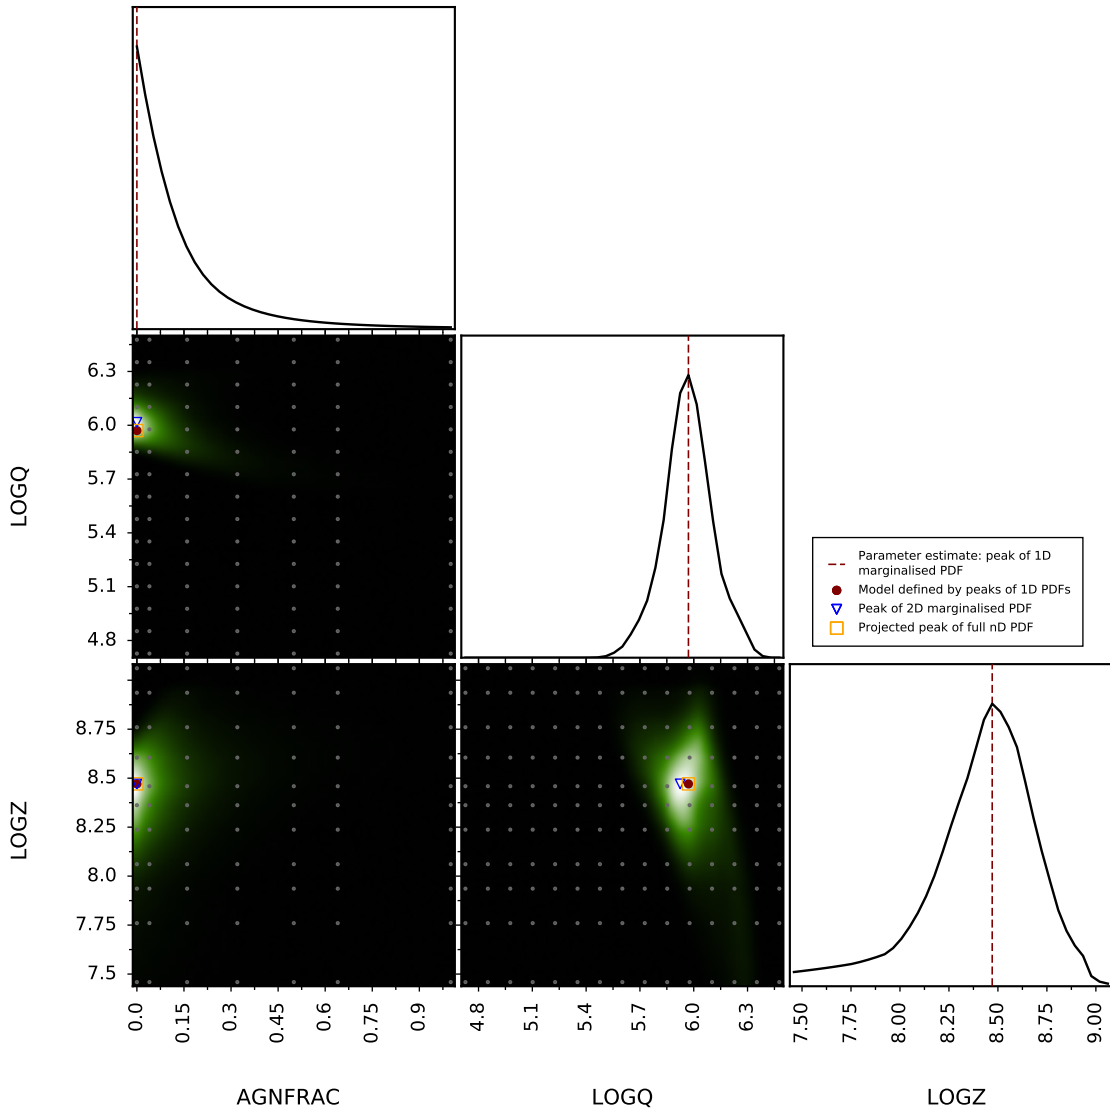 6.3
6.0
5.7
5.4
5.1
4.8
LOGQ
Parameter estimate: peak of 1D
marginalised PDF
Model defined by peaks of 1D PDFs
Peak of 2D marginalised PDF
Projected peak of full nD PDF
8.75
8.5
8.25
8.0
7.75
7.5
LOGZ
0.0 0.15 0.3 0.45 0.6 0.75 0.9
4.8 5.1 5.4 5.7 6.0 6.3
7.50 7.75 8.00 8.25 8.50 8.75 9.00
AGNFRAC LOGQ LOGZ